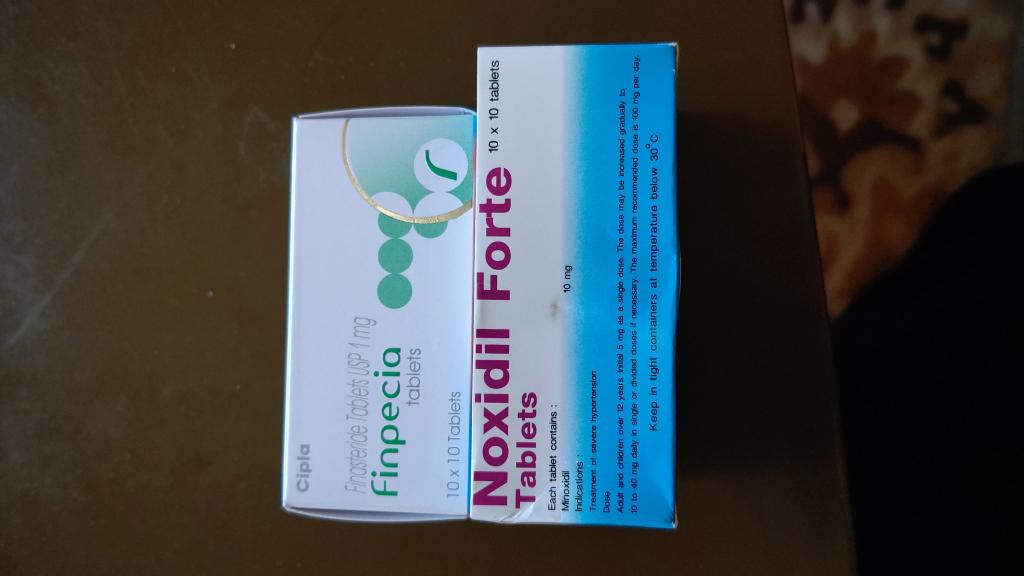 Cipla
Finasteride Tablets USP 1 mg
Finpecia
tablets
10 x 10 Tablets
Noxidil Forte 10 x 10 tablets
Tablets
Each tablet contains :
Minoxidil 10 mg
Indications :
Treatment of severe hypertension
Dose
Adult and children over 12 years. Initial 5 mg as a single dose. The dose may be increased gradually to
10 to 40 mg daily in single or divided doses if necessary. The maximum recommended dose is 100 mg per day.
Keep in tight containers at temperature below 30°C